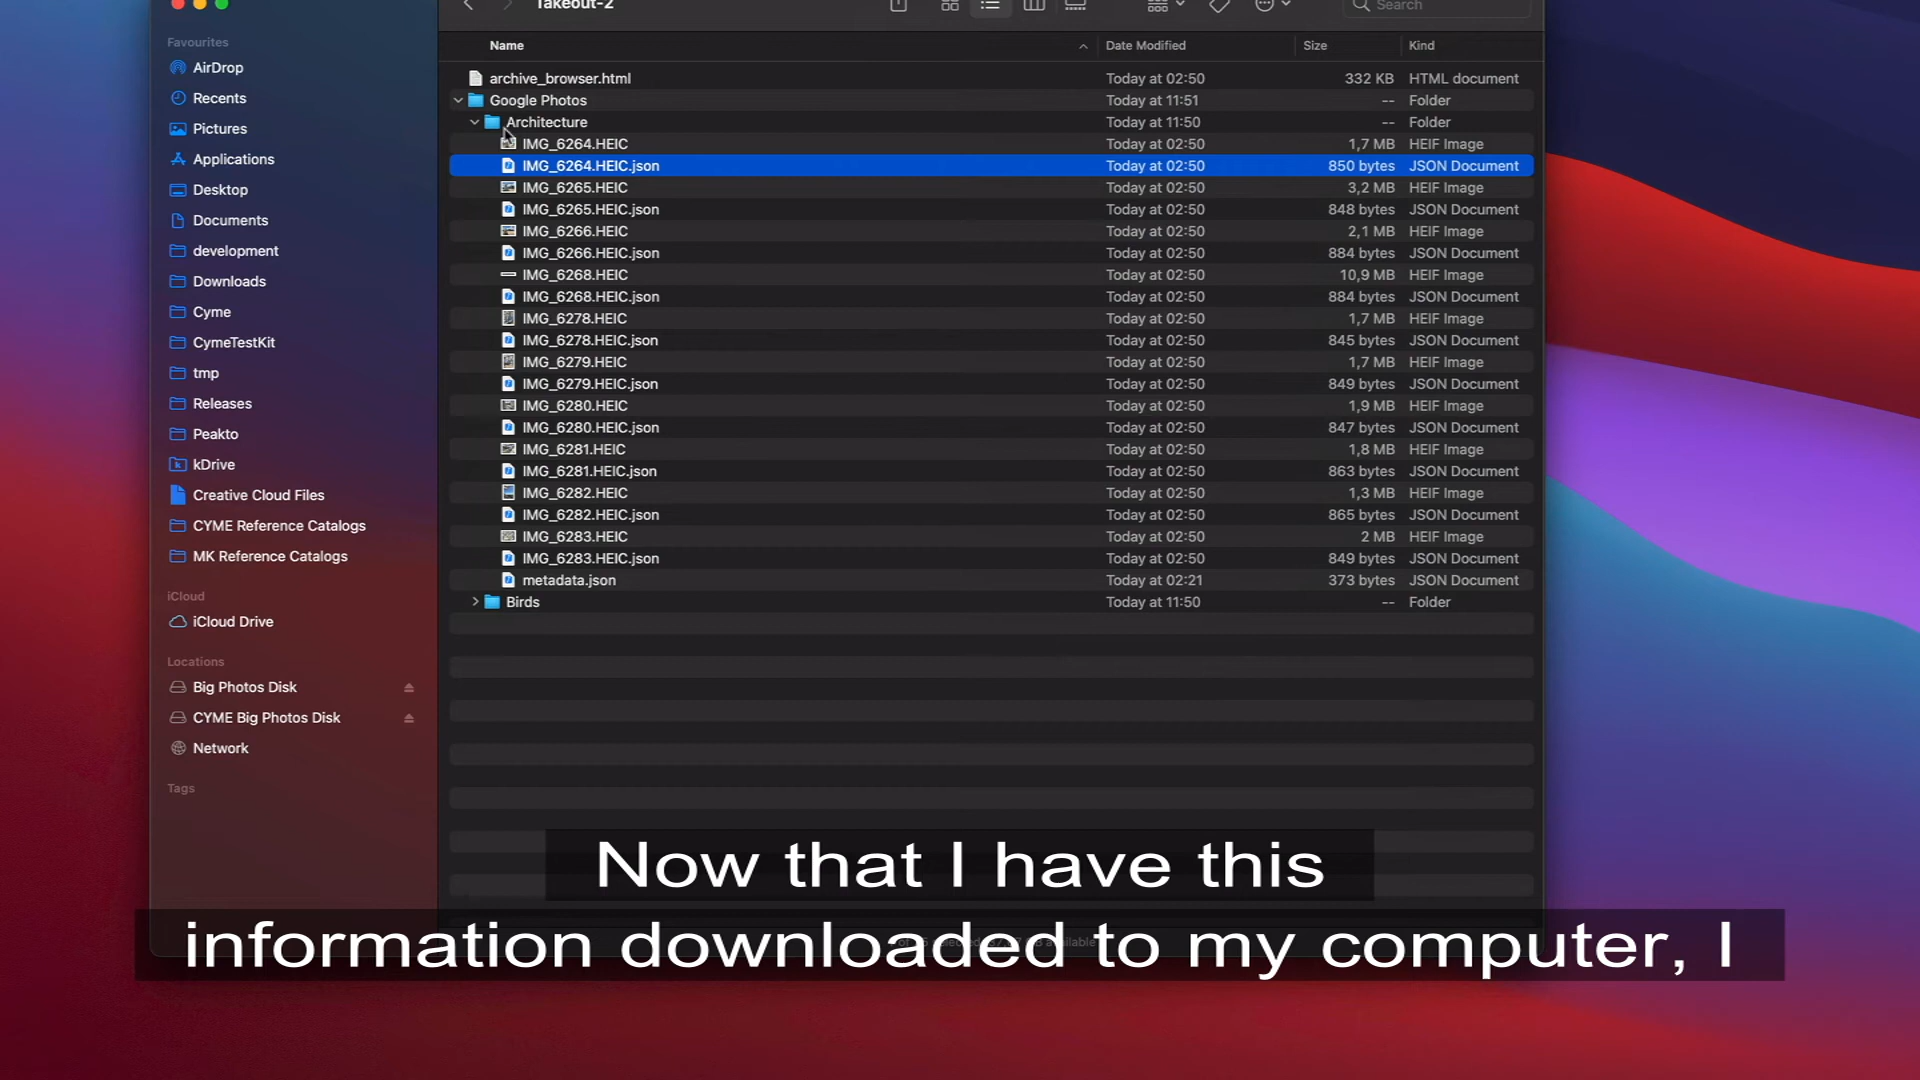 Takeout-2
Search
Favourites
AirDrop
Recents
Pictures
Applications
Desktop
Documents
development
Downloads
Cyme
CymeTestKit
tmp
Releases
Peakto
kDrive
Creative Cloud Files
CYME Reference Catalogs
MK Reference Catalogs
iCloud
iCloud Drive
Locations
Big Photos Disk
CYME Big Photos Disk
Network
Tags
Name Date Modified Size Kind
archive_browser.html Today at 02:50 332 KB HTML document
Google Photos Today at 11:51 -- Folder
Architecture Today at 11:50 -- Folder
IMG_6264.HEIC Today at 02:50 1,7 MB HEIF Image
IMG_6264.HEIC.json Today at 02:50 850 bytes JSON Document
IMG_6265.HEIC Today at 02:50 3,2 MB HEIF Image
IMG_6265.HEIC.json Today at 02:50 848 bytes JSON Document
IMG_6266.HEIC Today at 02:50 2,1 MB HEIF Image
IMG_6266.HEIC.json Today at 02:50 884 bytes JSON Document
IMG_6268.HEIC Today at 02:50 10,9 MB HEIF Image
IMG_6268.HEIC.json Today at 02:50 884 bytes JSON Document
IMG_6278.HEIC Today at 02:50 1,7 MB HEIF Image
IMG_6278.HEIC.json Today at 02:50 845 bytes JSON Document
IMG_6279.HEIC Today at 02:50 1,7 MB HEIF Image
IMG_6279.HEIC.json Today at 02:50 849 bytes JSON Document
IMG_6280.HEIC Today at 02:50 1,9 MB HEIF Image
IMG_6280.HEIC.json Today at 02:50 847 bytes JSON Document
IMG_6281.HEIC Today at 02:50 1,8 MB HEIF Image
IMG_6281.HEIC.json Today at 02:50 863 bytes JSON Document
IMG_6282.HEIC Today at 02:50 1,3 MB HEIF Image
IMG_6282.HEIC.json Today at 02:50 865 bytes JSON Document
IMG_6283.HEIC Today at 02:50 2 MB HEIF Image
IMG_6283.HEIC.json Today at 02:50 849 bytes JSON Document
metadata.json Today at 02:21 373 bytes JSON Document
Birds Today at 11:50 -- Folder
Now that I have this
information downloaded to my computer, I